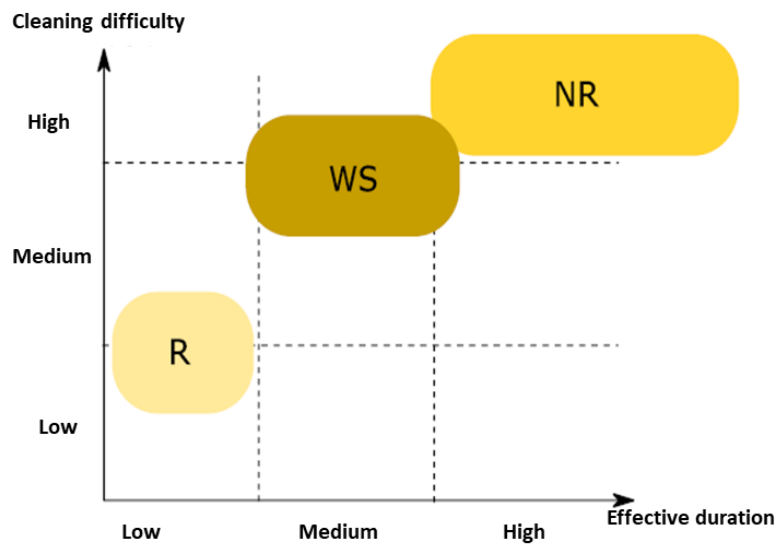 Cleaning difficulty
High
NR
WS
Medium
R
Low
Effective duration
Low
Medium
High